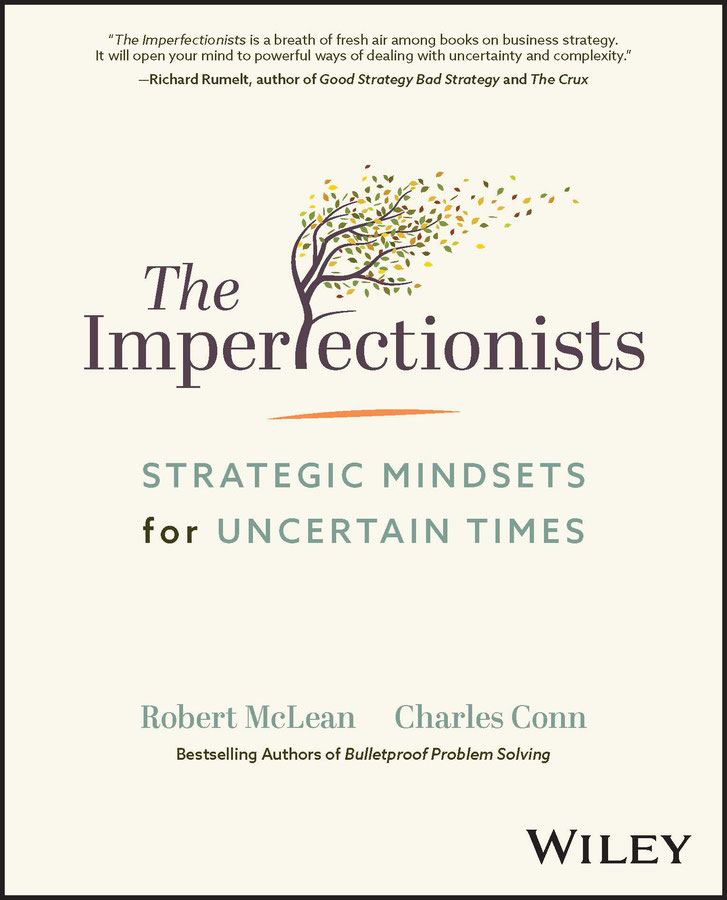 “The Imperfectionists is a breath of fresh air among books on business strategy.
It will open your mind to powerful ways of dealing with uncertainty and complexity.”
—Richard Rumelt, author of Good Strategy Bad Strategy and The Crux
The
Imperfectionists
STRATEGIC MINDSETS
for UNCERTAIN TIMES
Robert McLean Charles Conn
Bestselling Authors of Bulletproof Problem Solving
WILEY